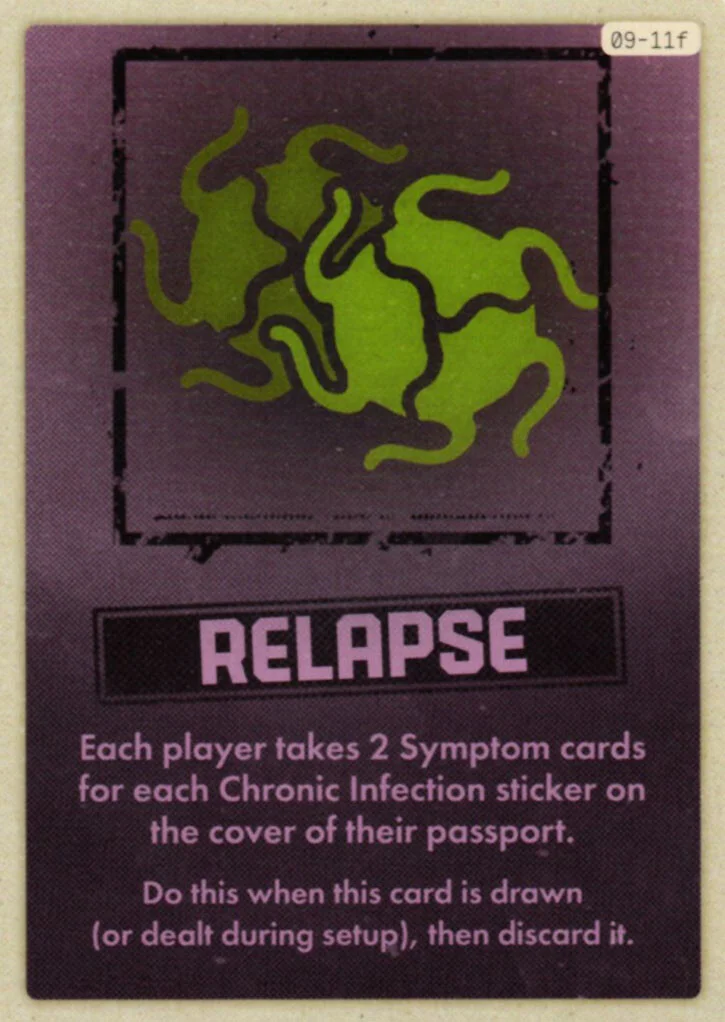 09-11f
RELAPSE
Each player takes 2 Symptom cards
for each Chronic Infection sticker on
the cover of their passport.
Do this when this card is drawn
(or dealt during setup), then discard it.